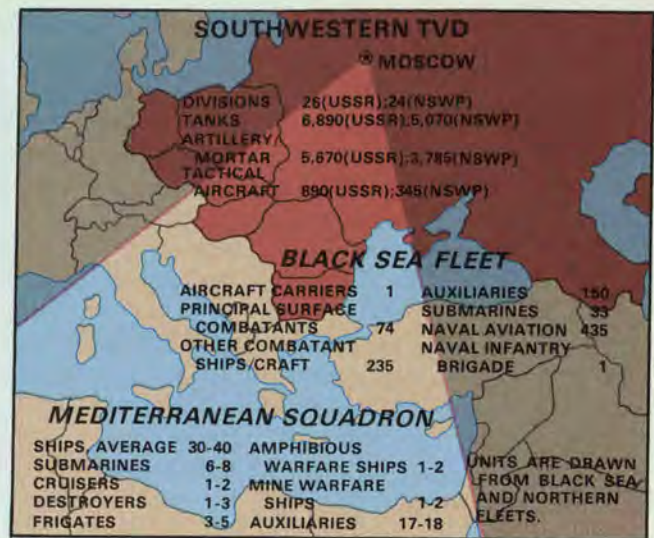 SOUTHWESTERN TVD
MOSCOW
DIVISIONS 26(USSR);24(NSWP)
TANKS 6,890(USSR);5,070(NSWP)
ARTILLERY/
MORTAR 5,670(USSR);3,785(NSWP)
TACTICAL
AIRCRAFT 890(USSR);345(NSWP)
BLACK SEA FLEET
AIRCRAFT CARRIERS 1
PRINCIPAL SURFACE
COMBATANTS 74
OTHER COMBATANT
SHIPS/CRAFT 235
AUXILIARIES 150
SUBMARINES 33
NAVAL AVIATION 435
NAVAL INFANTRY
BRIGADE 1
MEDITERRANEAN SQUADRON
SHIPS, AVERAGE 30-40
SUBMARINES 6-8
CRUISERS 1-2
DESTROYERS 1-3
FRIGATES 3-5
AMPHIBIOUS
WARFARE SHIPS 1-2
MINE WARFARE
SHIPS 1-2
AUXILIARIES 17-18
UNITS ARE DRAWN
FROM BLACK SEA
AND NORTHERN
FLEETS.